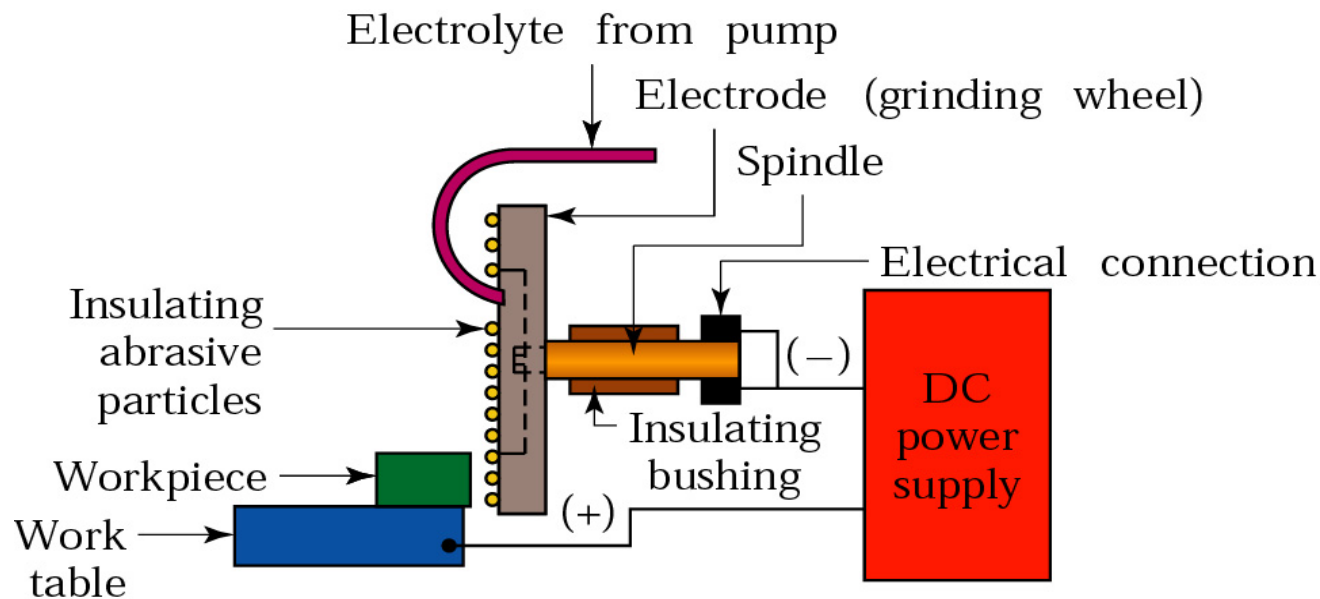 Electrolyte from pump
Electrode (grinding wheel)
Spindle
Electrical connection
Insulating
abrasive
particles
(−)
DC
power
supply
Insulating
bushing
Workpiece
(+)
Work
table